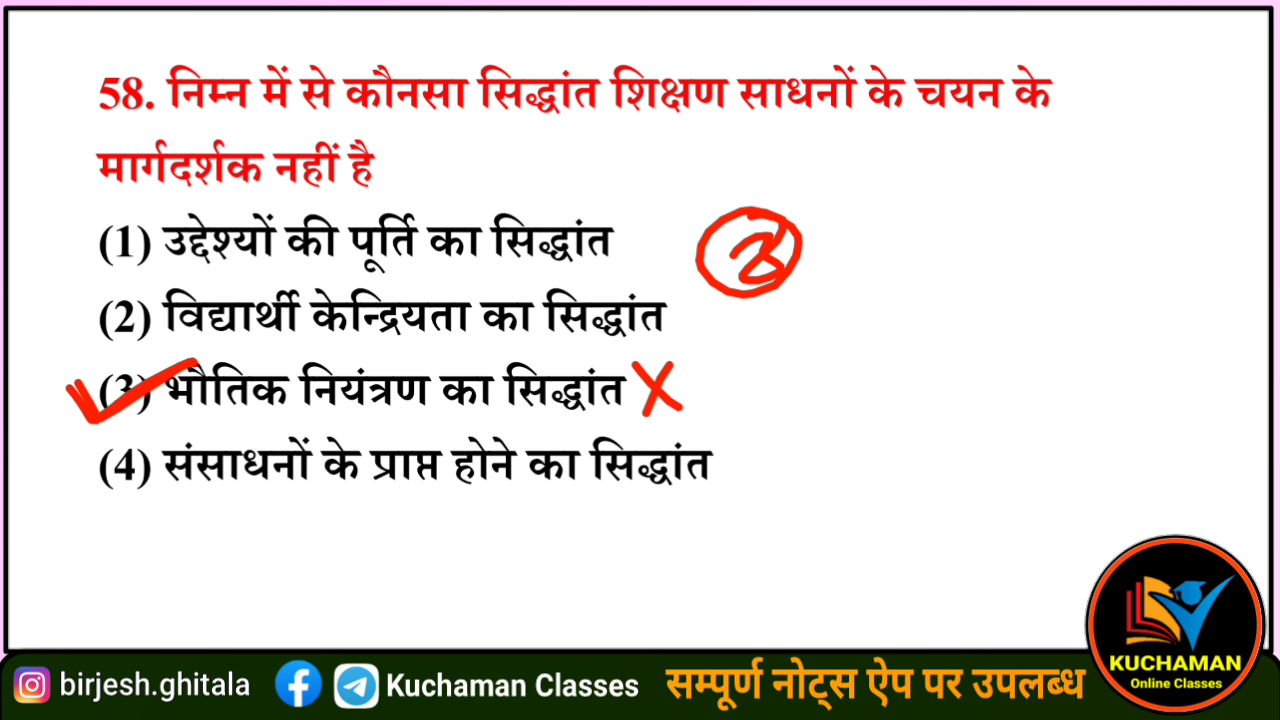 58. निम्न में से कौनसा सिद्धांत शिक्षण साधनों के चयन के
मार्गदर्शक नहीं है
(1) उद्देश्यों की पूर्ति का सिद्धांत
(2) विद्यार्थी केन्द्रियता का सिद्धांत
(3) भौतिक नियंत्रण का सिद्धांत
(4) संसाधनों के प्राप्त होने का सिद्धांत
KUCHAMAN
Online Classes
birjesh.ghitala
Kuchaman Classes
सम्पूर्ण नोट्स ऐप पर उपलब्ध